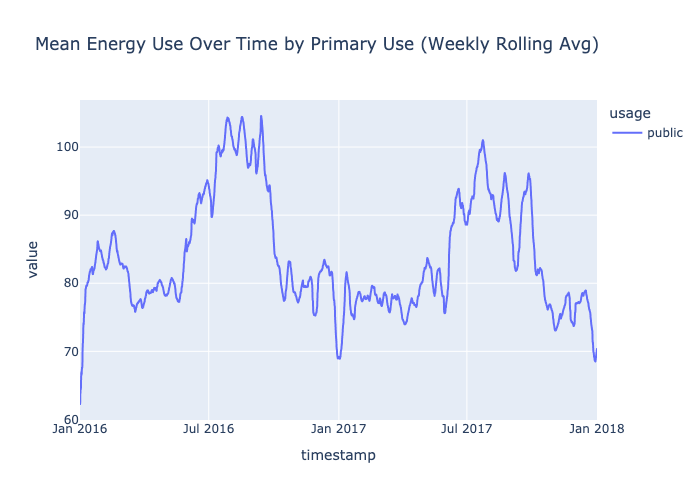 Mean Energy Use Over Time by Primary Use (Weekly Rolling Avg)
usage
public
100
90
80
70
60
value
Jan 2016
Jul 2016
Jan 2017
Jul 2017
Jan 2018
timestamp